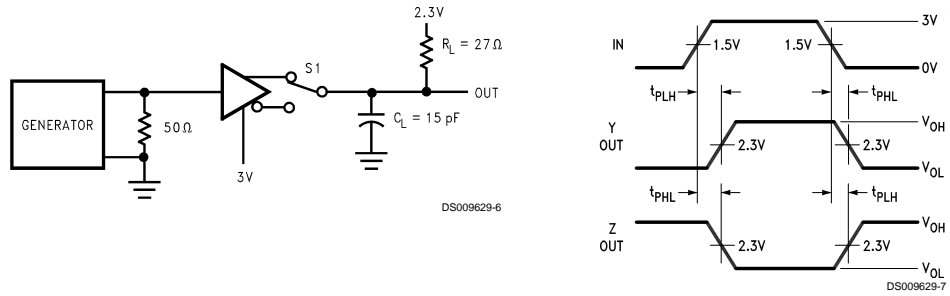 2.3V
R_L = 27Ω
S1
OUT
GENERATOR
50Ω
C_L = 15 pF
3V
DS009629-6
3V
IN
1.5V
1.5V
0V
t_PLH
t_PHL
Y
OUT
2.3V
2.3V
V_OH
V_OL
t_PHL
t_PLH
Z
OUT
2.3V
2.3V
V_OH
V_OL
DS009629-7